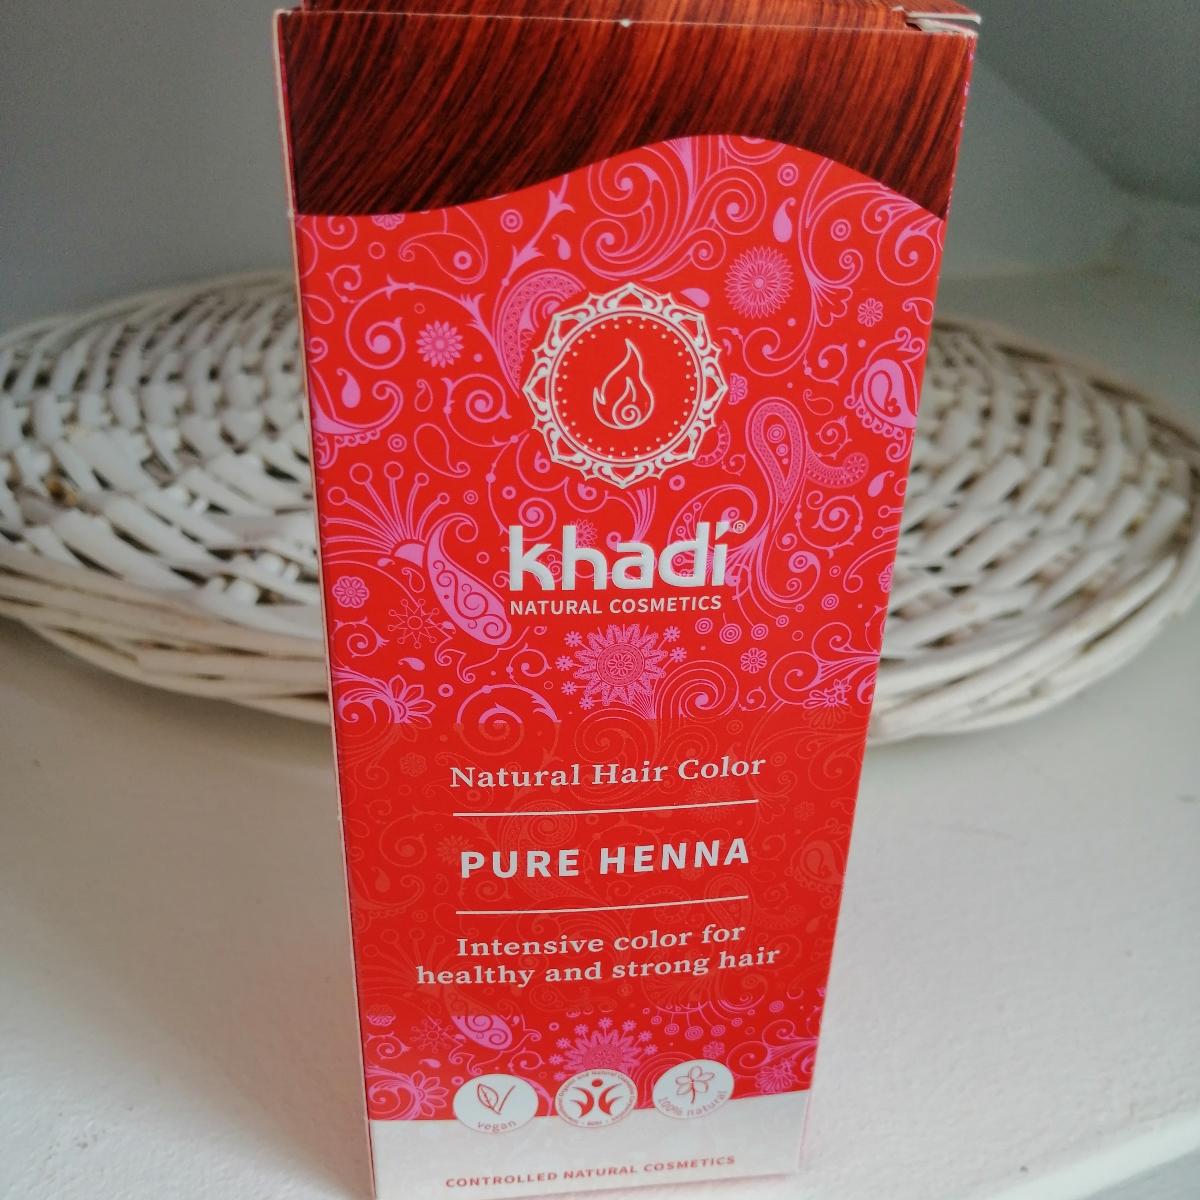 khadí®
NATURAL COSMETICS
Natural Hair Color
PURE HENNA
Intensive color for
healthy and strong hair
vegan
100% natural
CONTROLLED NATURAL COSMETICS